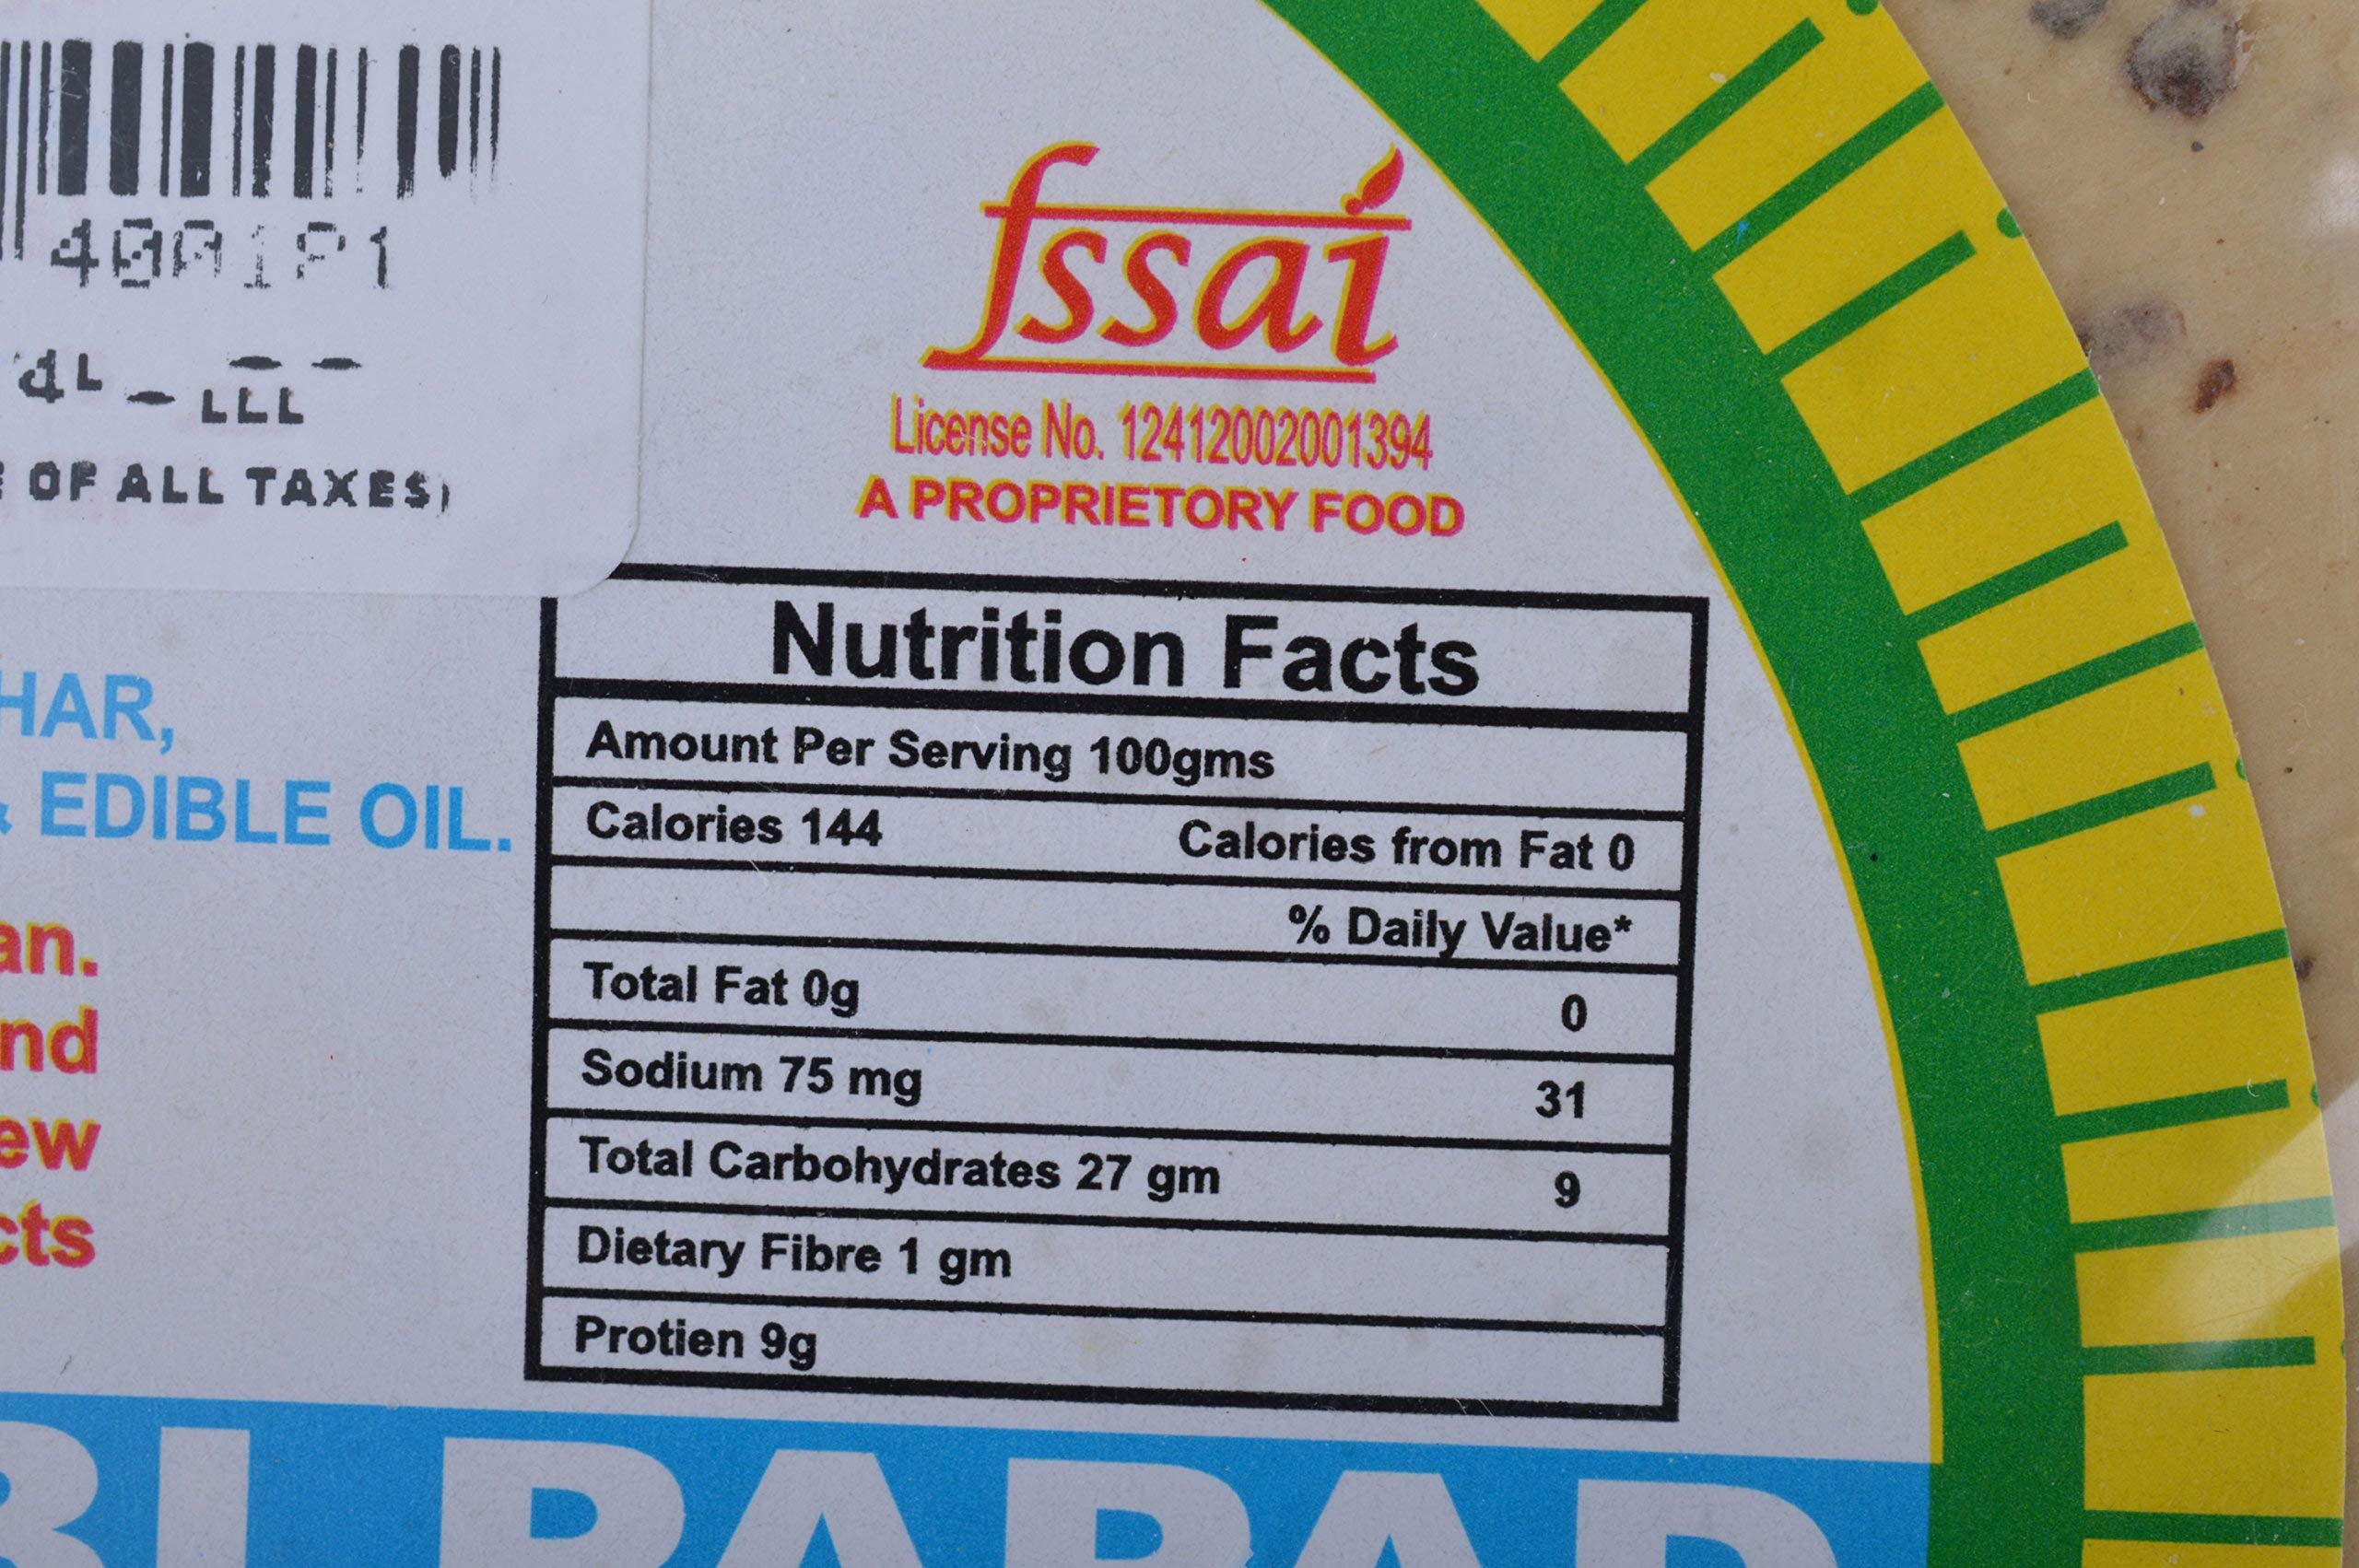 OF ALL TAXES)
fssai
License No. 12412002001394
A PROPRIETORY FOOD
HAR,
& EDIBLE OIL.
an.
nd
ew
cts
Nutrition Facts
Amount Per Serving 100gms
Calories 144 Calories from Fat 0
% Daily Value*
Total Fat 0g 0
Sodium 75 mg 31
Total Carbohydrates 27 gm 9
Dietary Fibre 1 gm
Protien 9g
BI PAPAD